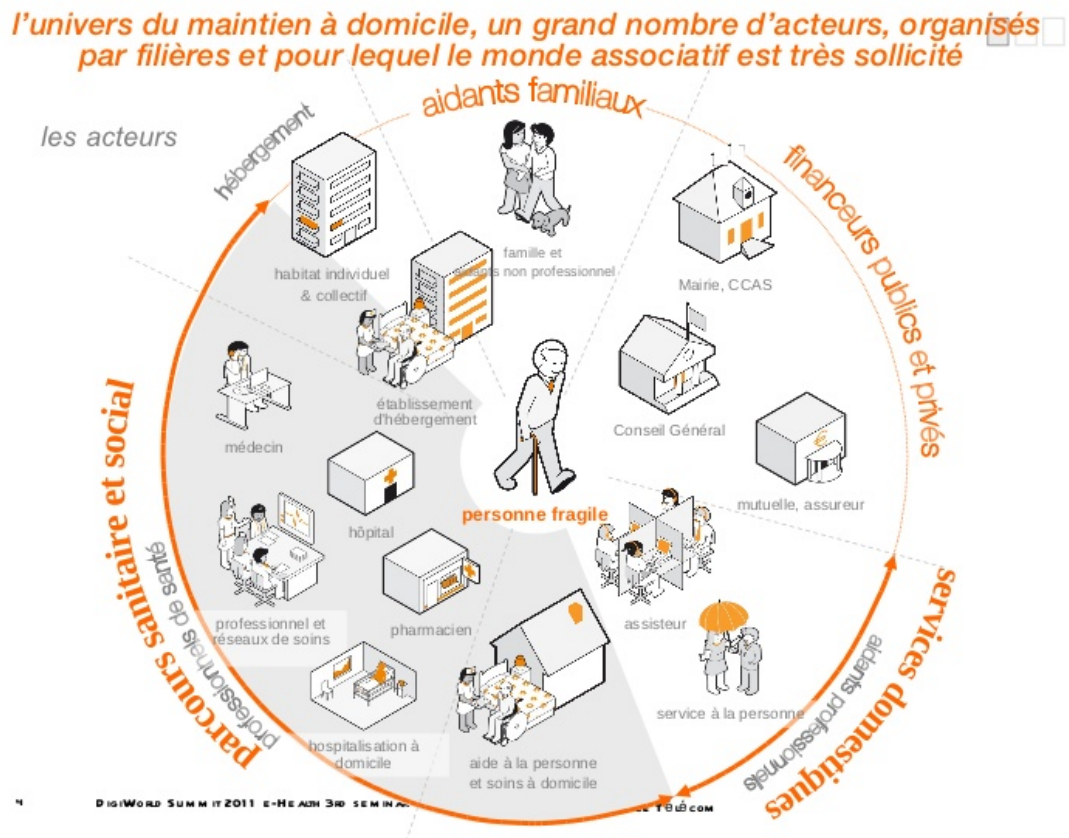 l'univers du maintien à domicile, un grand nombre d'acteurs, organisés
par filières et pour lequel le monde associatif est très sollicité
les acteurs
hébergement
aidants familiaux
financeurs publics et privés
habitat individuel
& collectif
famille et
aidants non professionnel
Mairie, CCAS
établissement
d'hébergement
Conseil Général
médecin
mutuelle, assureur
hôpital
personne fragile
parcours sanitaire et social
professionnels de santé
professionnel et
réseaux de soins
pharmacien
assisteur
service à la personne
services domestiques
aidants professionnels
hospitalisation à
domicile
aide à la personne
et soins à domicile
DigiWorld Summit 2011 e-Health 3rd seminar
Télécom